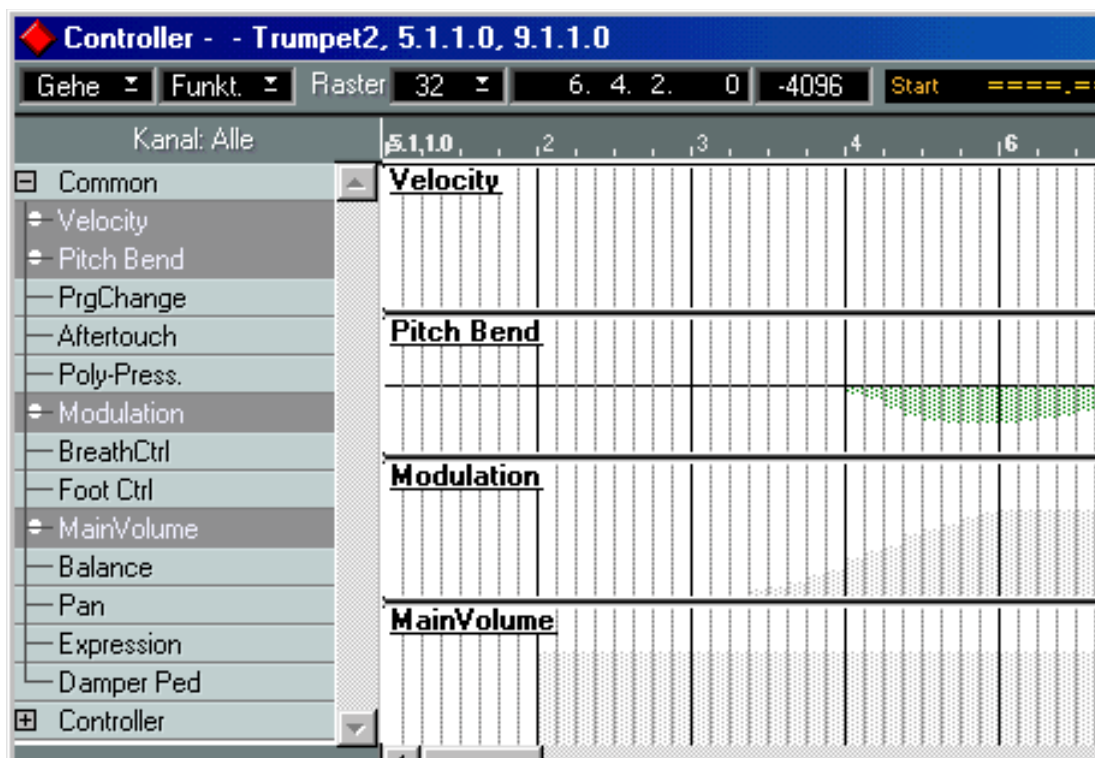 Controller - - Trumpet2, 5.1.1.0, 9.1.1.0
Gehe Funkt. Raster 32 6. 4. 2. 0 -4096 Start ====.=
Kanal: Alle
5.1.1.0 2 3 4 6
Common
Velocity
Pitch Bend
PrgChange
Aftertouch
Poly-Press.
Modulation
BreathCtrl
Foot Ctrl
MainVolume
Balance
Pan
Expression
Damper Ped
Controller
Velocity
Pitch Bend
Modulation
MainVolume